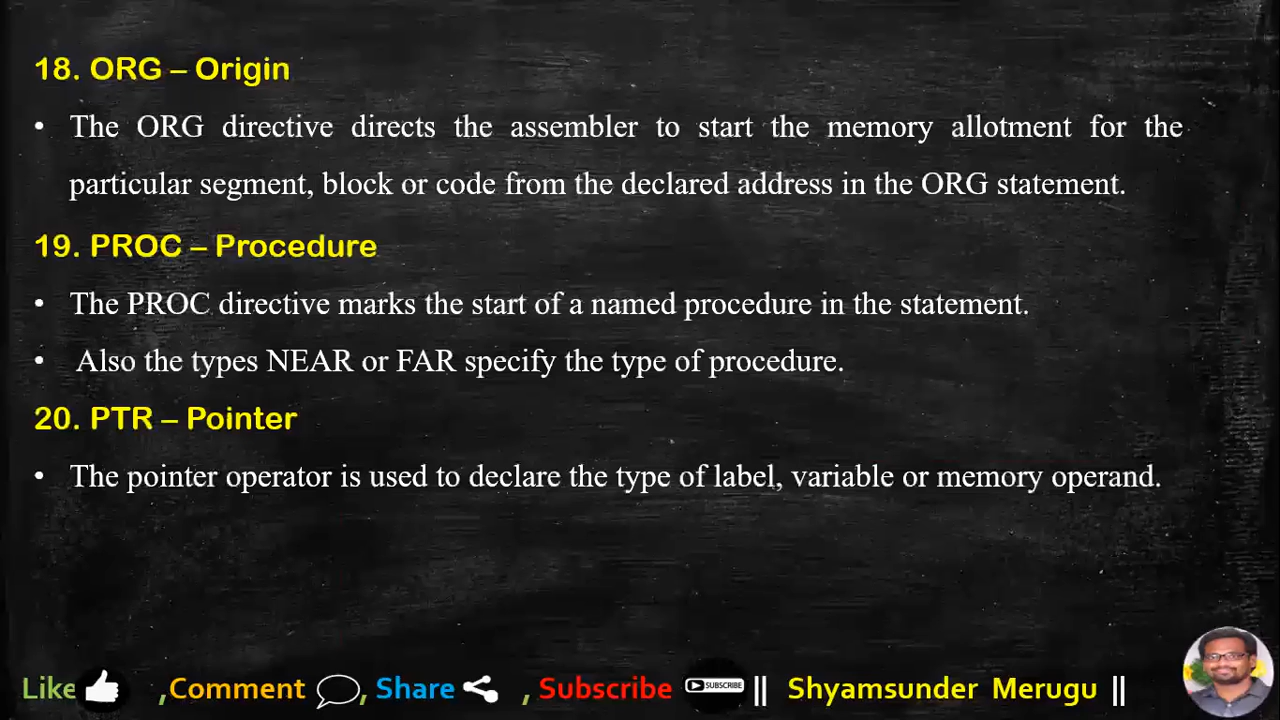 18. ORG – Origin
• The ORG directive directs the assembler to start the memory allotment for the
particular segment, block or code from the declared address in the ORG statement.
19. PROC – Procedure
• The PROC directive marks the start of a named procedure in the statement.
• Also the types NEAR or FAR specify the type of procedure.
20. PTR – Pointer
• The pointer operator is used to declare the type of label, variable or memory operand.
Like ,Comment , Share , Subscribe SUBSCRIBE || Shyamsunder Merugu ||